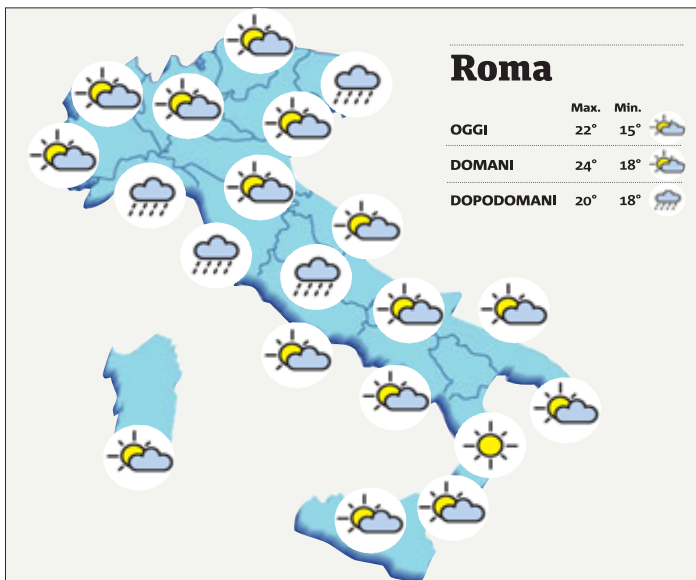 Roma
Max. Min.
OGGI 22° 15°
DOMANI 24° 18°
DOPODOMANI 20° 18°